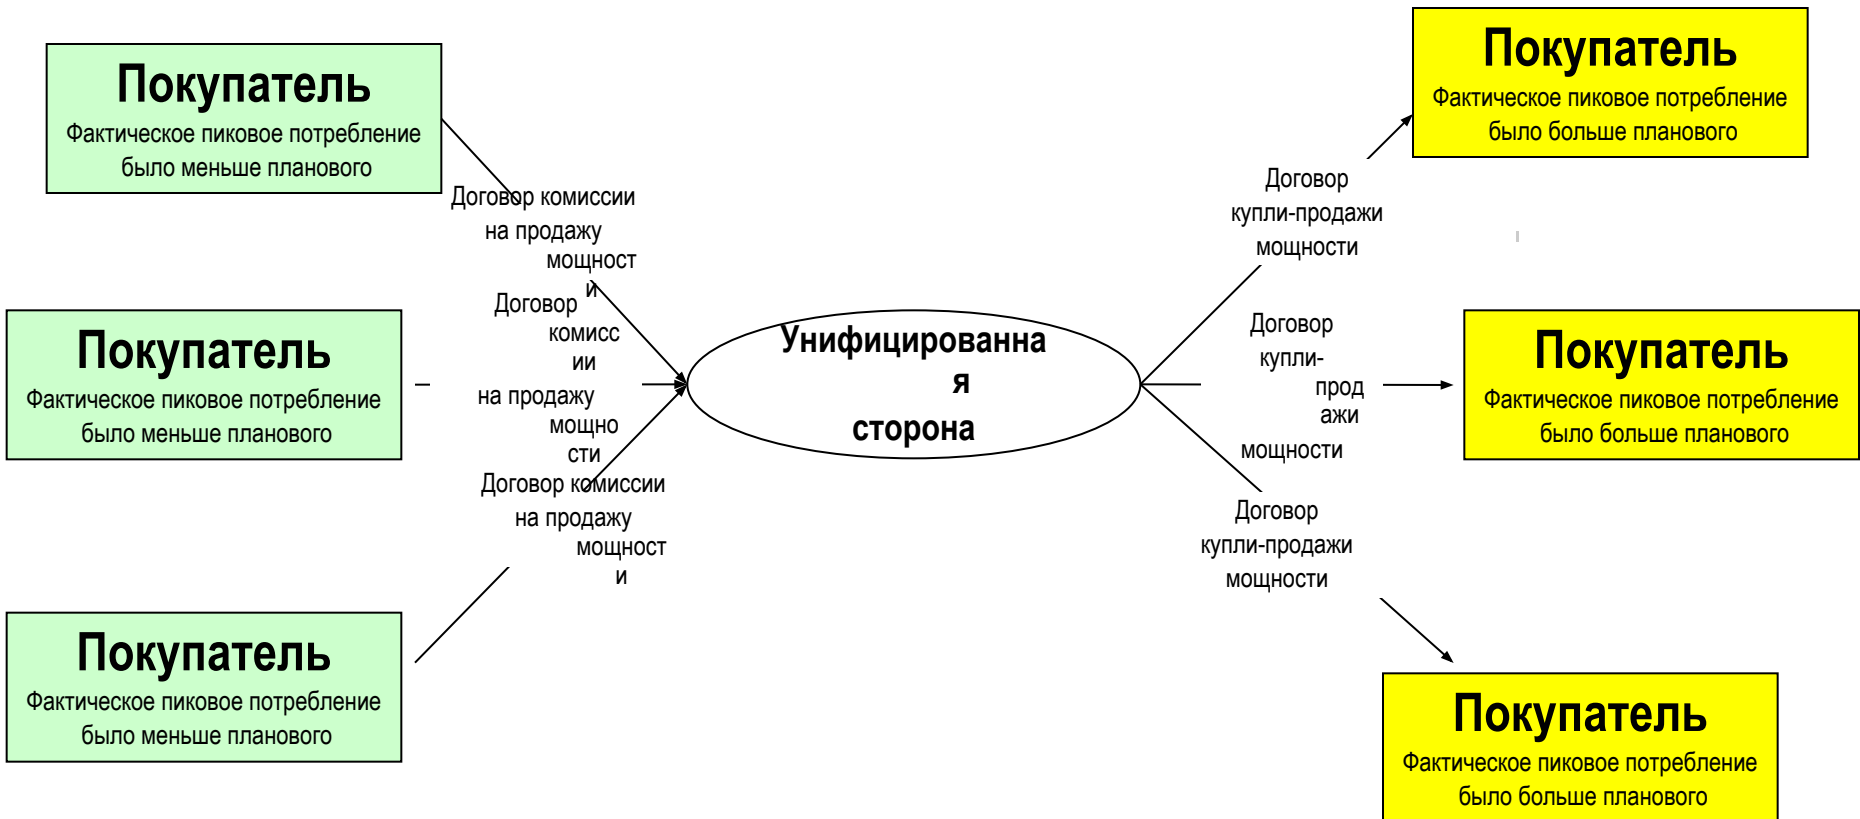 Покупатель
Фактическое пиковое потребление
было меньше планового
Договор комиссии
на продажу
мощност
и
Покупатель
Фактическое пиковое потребление
было меньше планового
Договор
комисс
ии
на продажу
мощно
сти
Покупатель
Фактическое пиковое потребление
было меньше планового
Договор комиссии
на продажу
мощност
и
Унифицированна
я
сторона
Договор
купли-продажи
мощности
Покупатель
Фактическое пиковое потребление
было больше планового
Договор
купли-
прод
ажи
мощности
Покупатель
Фактическое пиковое потребление
было больше планового
Договор
купли-продажи
мощности
Покупатель
Фактическое пиковое потребление
было больше планового